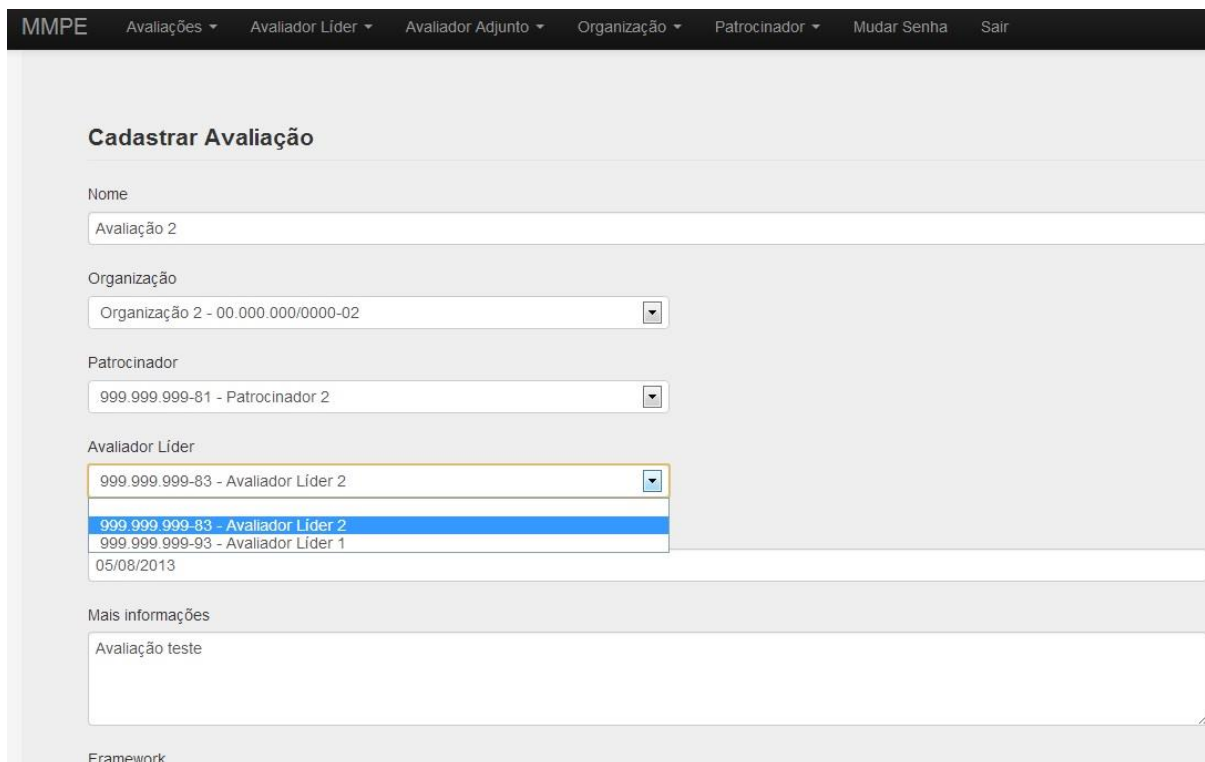 MMPE Avaliações Avaliador Líder Avaliador Adjunto Organização Patrocinador Mudar Senha Sair
Cadastrar Avaliação
Nome
Avaliação 2
Organização
Organização 2 - 00.000.000/0000-02
Patrocinador
999.999.999-81 - Patrocinador 2
Avaliador Líder
999.999.999-83 - Avaliador Líder 2
999.999.999-83 - Avaliador Líder 2
999.999.999-93 - Avaliador Líder 1
05/08/2013
Mais informações
Avaliação teste
Framework